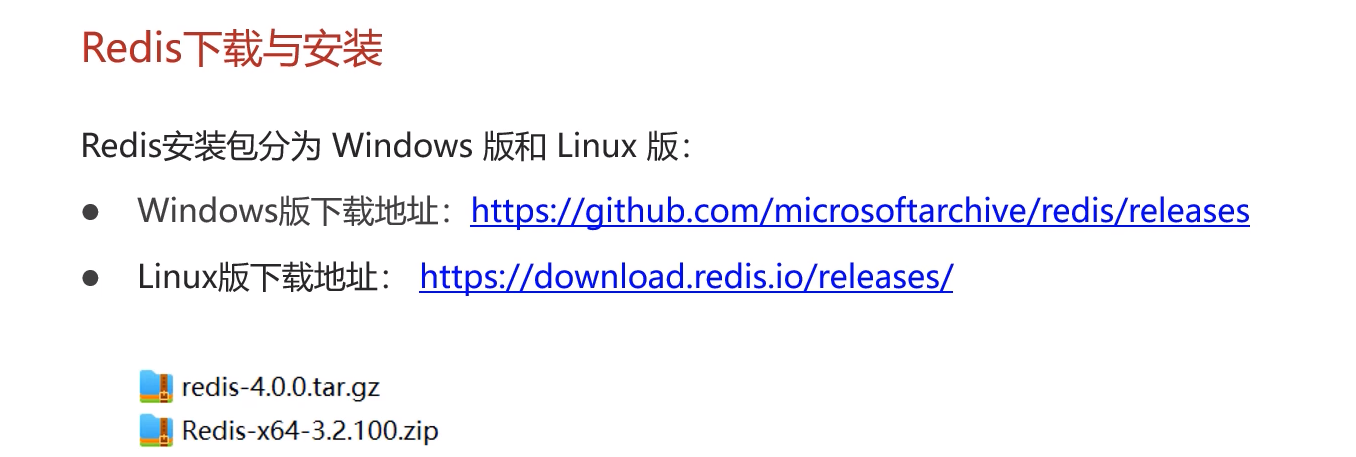 Redis下载与安装
Redis安装包分为 Windows 版和 Linux 版：
● Windows版下载地址：https://github.com/microsoftarchive/redis/releases
● Linux版下载地址： https://download.redis.io/releases/
redis-4.0.0.tar.gz
Redis-x64-3.2.100.zip